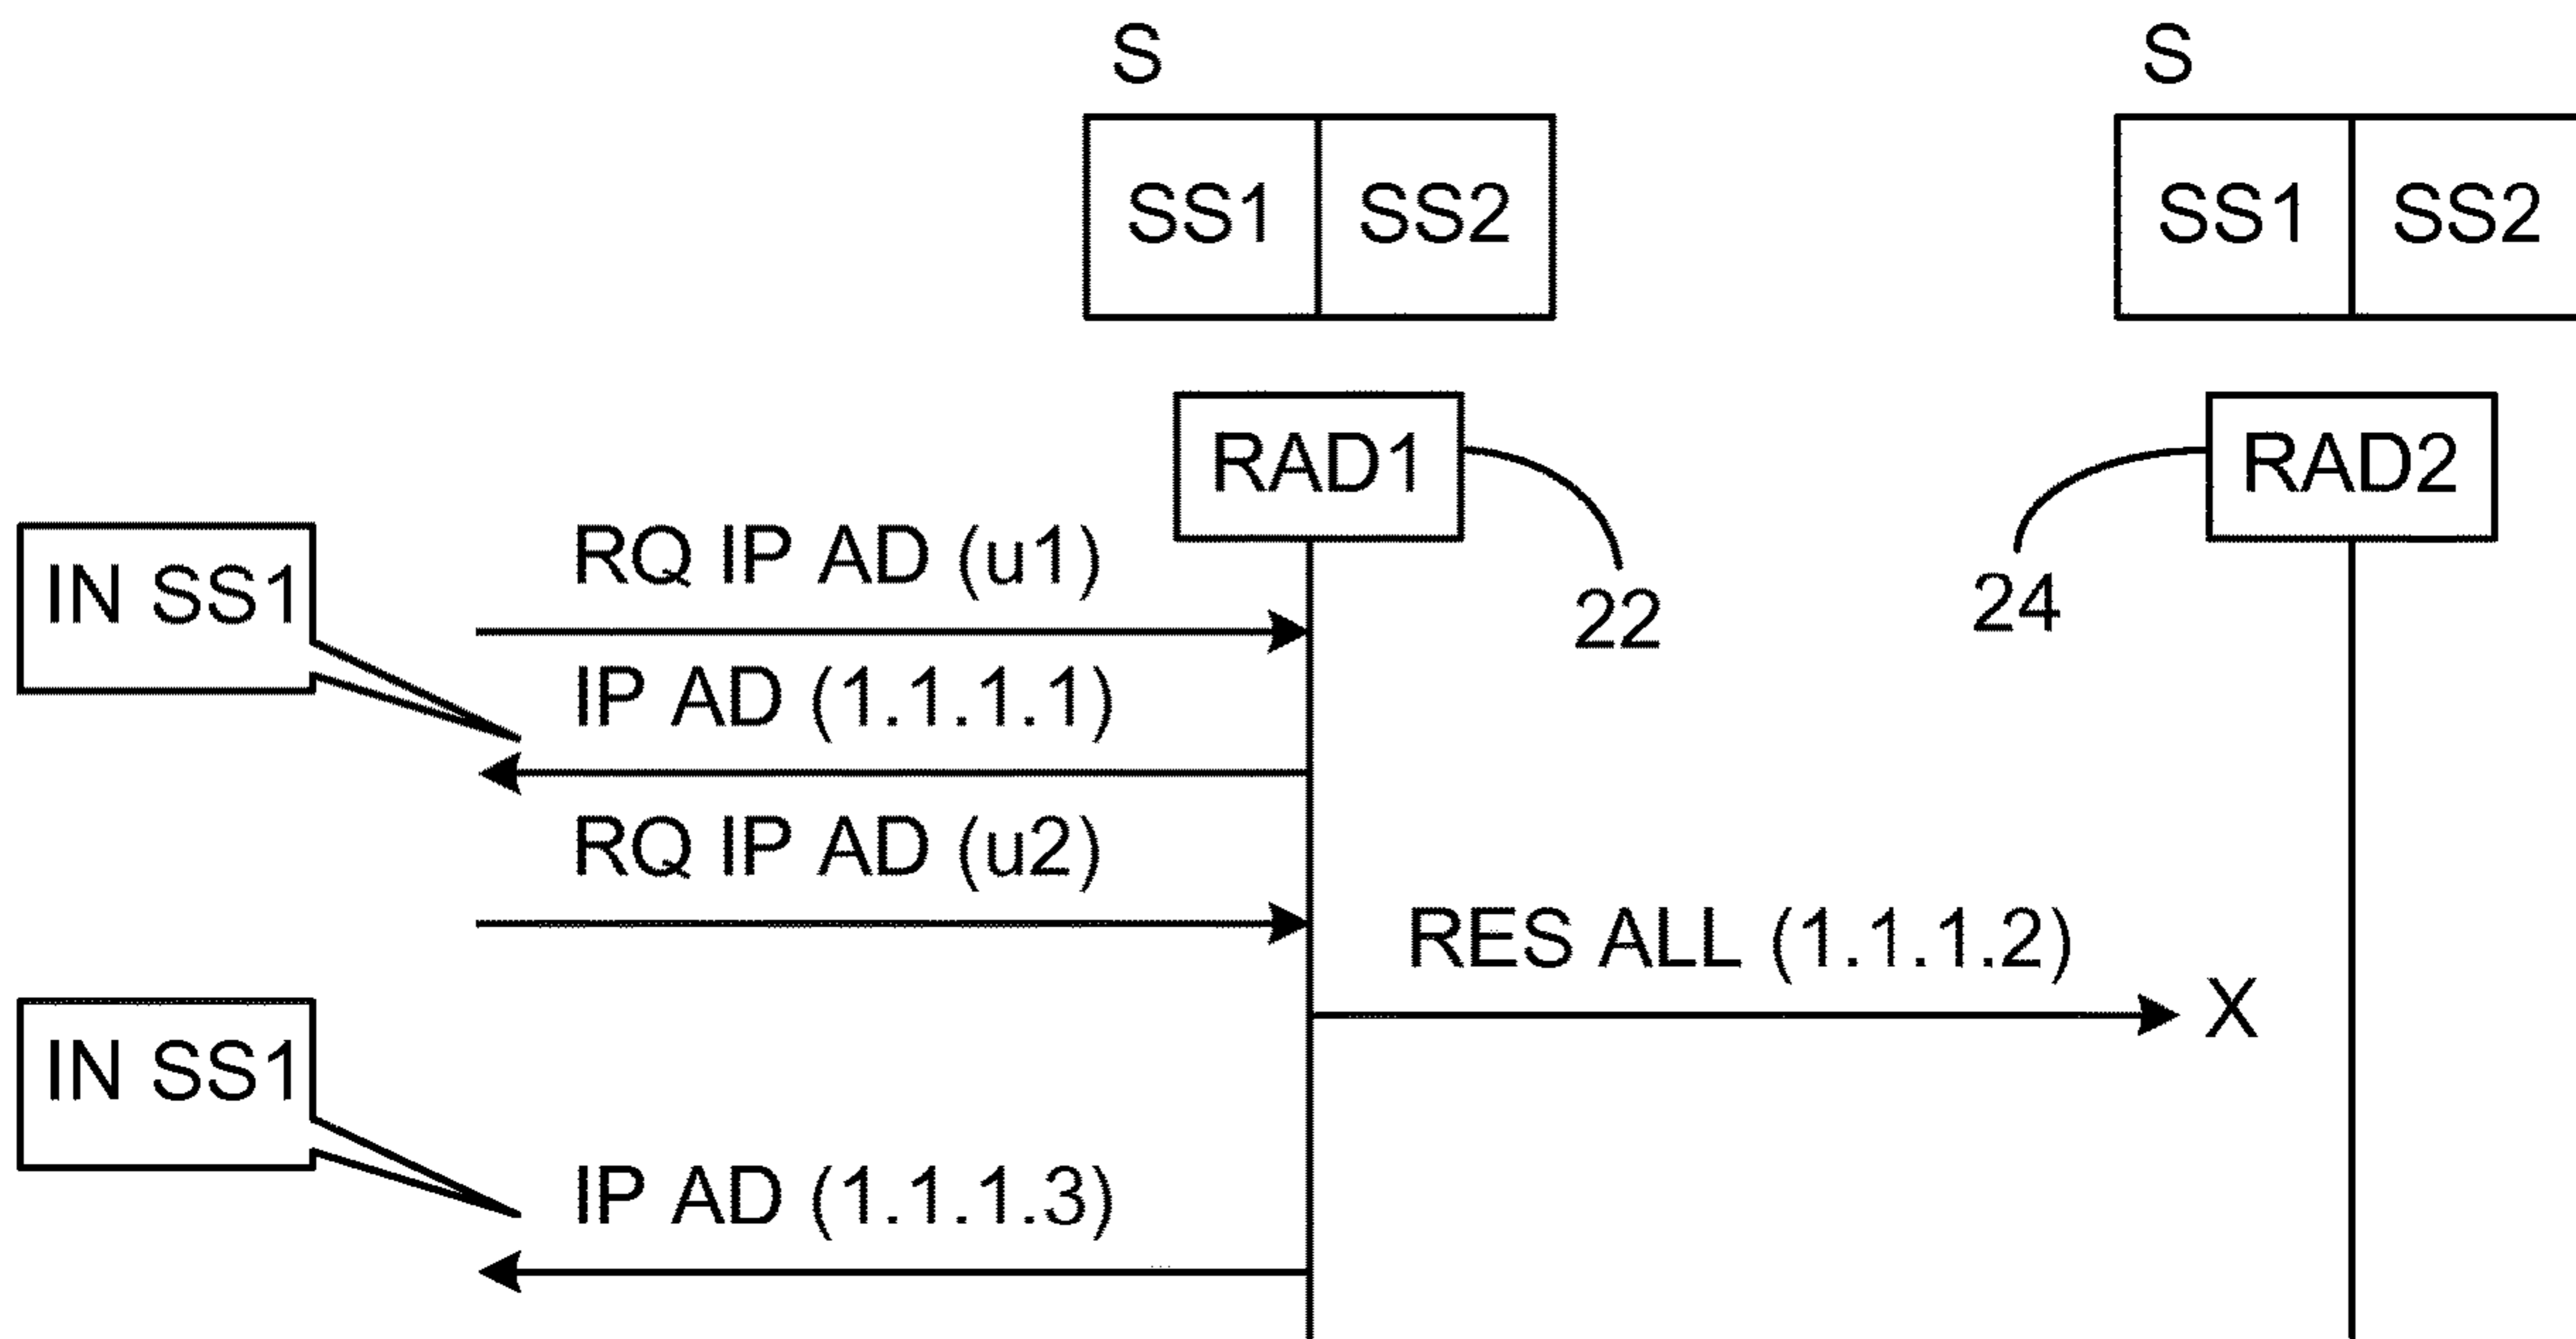 S
S
SS1
SS2
SS1
SS2
RAD1
RAD2
22
24
IN SS1
RQ IP AD (u1)
IP AD (1.1.1.1)
RQ IP AD (u2)
RES ALL (1.1.1.2)
X
IN SS1
IP AD (1.1.1.3)